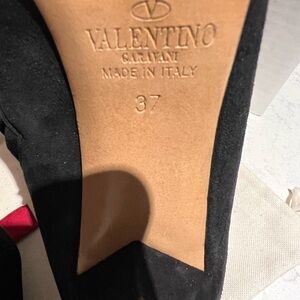 VALENTINO
GARAVANI
MADE IN ITALY
37